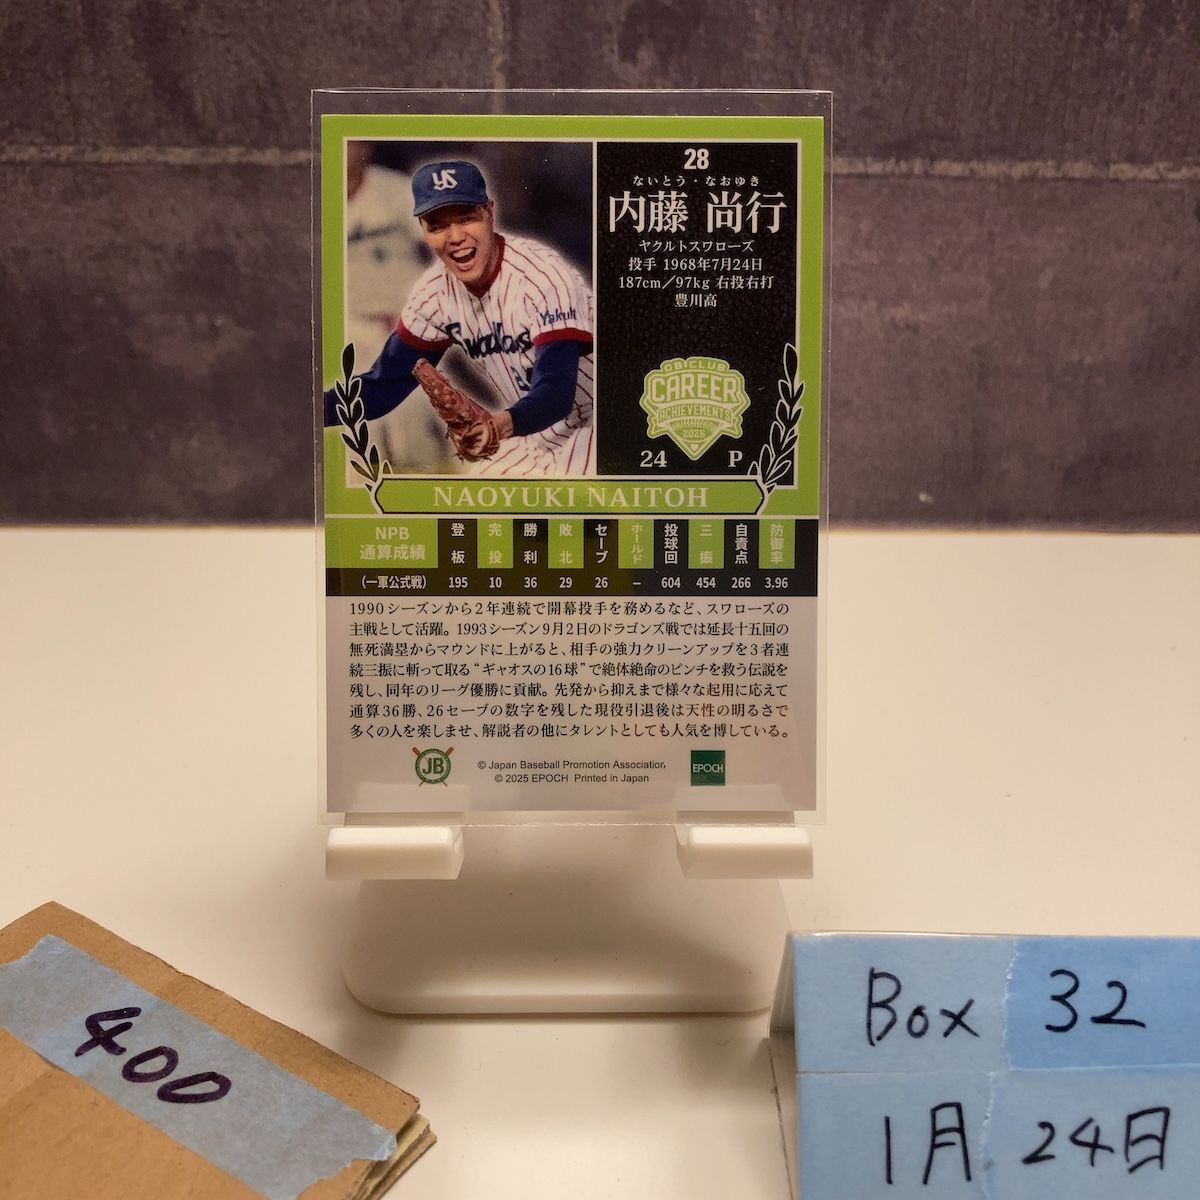 28
ないとう・なおゆき
内藤 尚行
ヤクルトスワローズ
投手 1968年7月24日
187cm／97kg 右投右打
豊川高
YS
Yakult
Swallows
OB CLUB
CAREER
ACHIEVEMENTS
2025
24 P
NAOYUKI NAITOH
NPB 通算成績 登板 完投 勝利 敗北 セーブ ホールド 投球回 三振 自責点 防御率
（一軍公式戦） 195 10 36 29 26 − 604 454 266 3.96
1990シーズンから2年連続で開幕投手を務めるなど、スワローズの
主戦として活躍。1993シーズン9月2日のドラゴンズ戦では延長十五回の
無死満塁からマウンドに上がると、相手の強力クリーンアップを3者連
続三振に斬って取る“ギャオスの16球”で絶体絶命のピンチを救う伝説を
残し、同年のリーグ優勝に貢献。先発から抑えまで様々な起用に応えて
通算36勝、26セーブの数字を残した現役引退後は天性の明るさで
多くの人を楽しませ、解説者の他にタレントとしても人気を博している。
JB
© Japan Baseball Promotion Association
© 2025 EPOCH Printed in Japan
EPOCH
400
Box 32
1月 24日